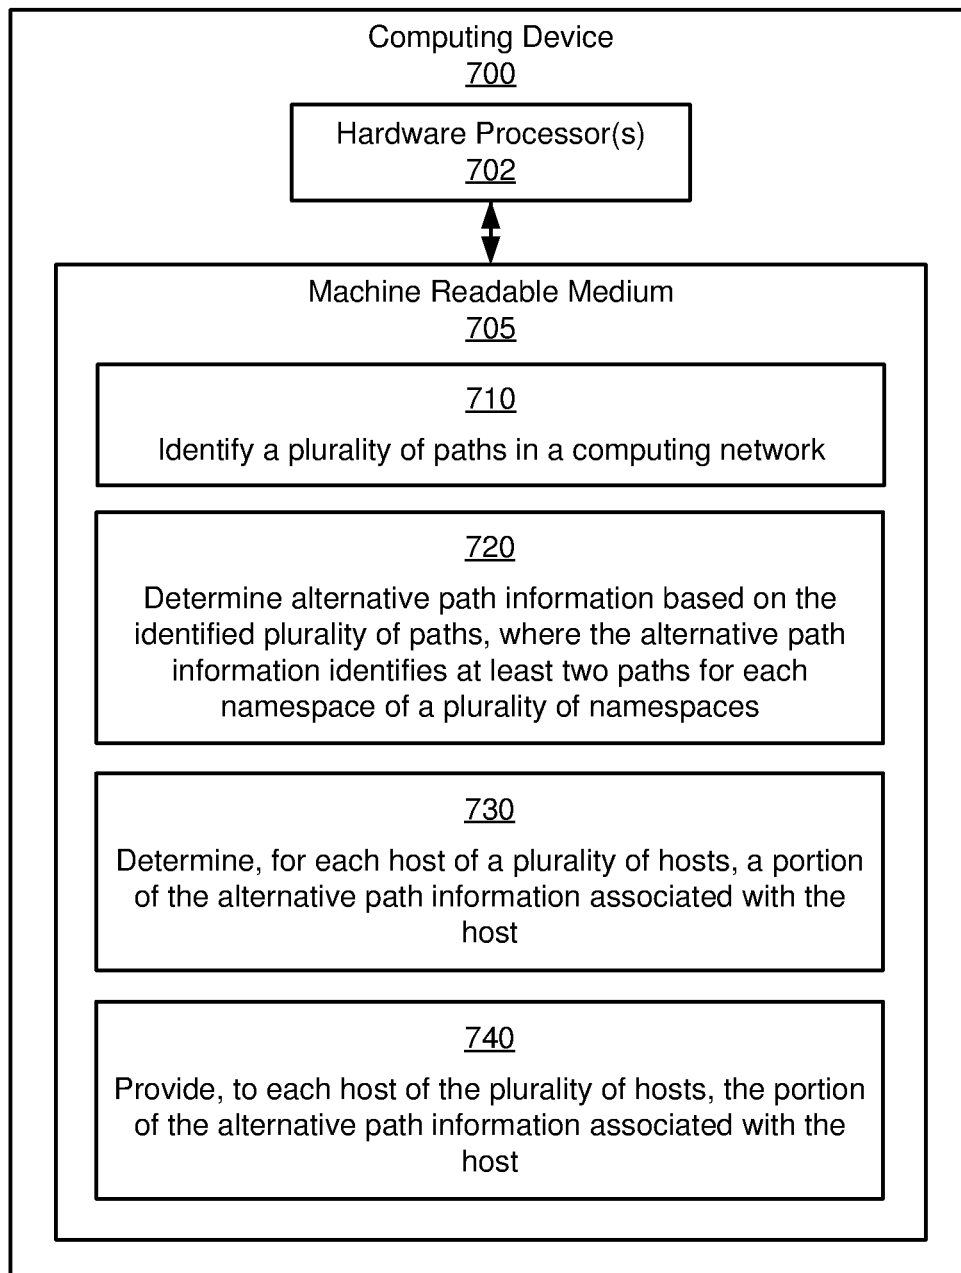 Computing Device
700
Hardware Processor(s)
702
Machine Readable Medium
705
710
Identify a plurality of paths in a computing network
720
Determine alternative path information based on the
identified plurality of paths, where the alternative path
information identifies at least two paths for each
namespace of a plurality of namespaces
730
Determine, for each host of a plurality of hosts, a portion
of the alternative path information associated with the
host
740
Provide, to each host of the plurality of hosts, the portion
of the alternative path information associated with the
host